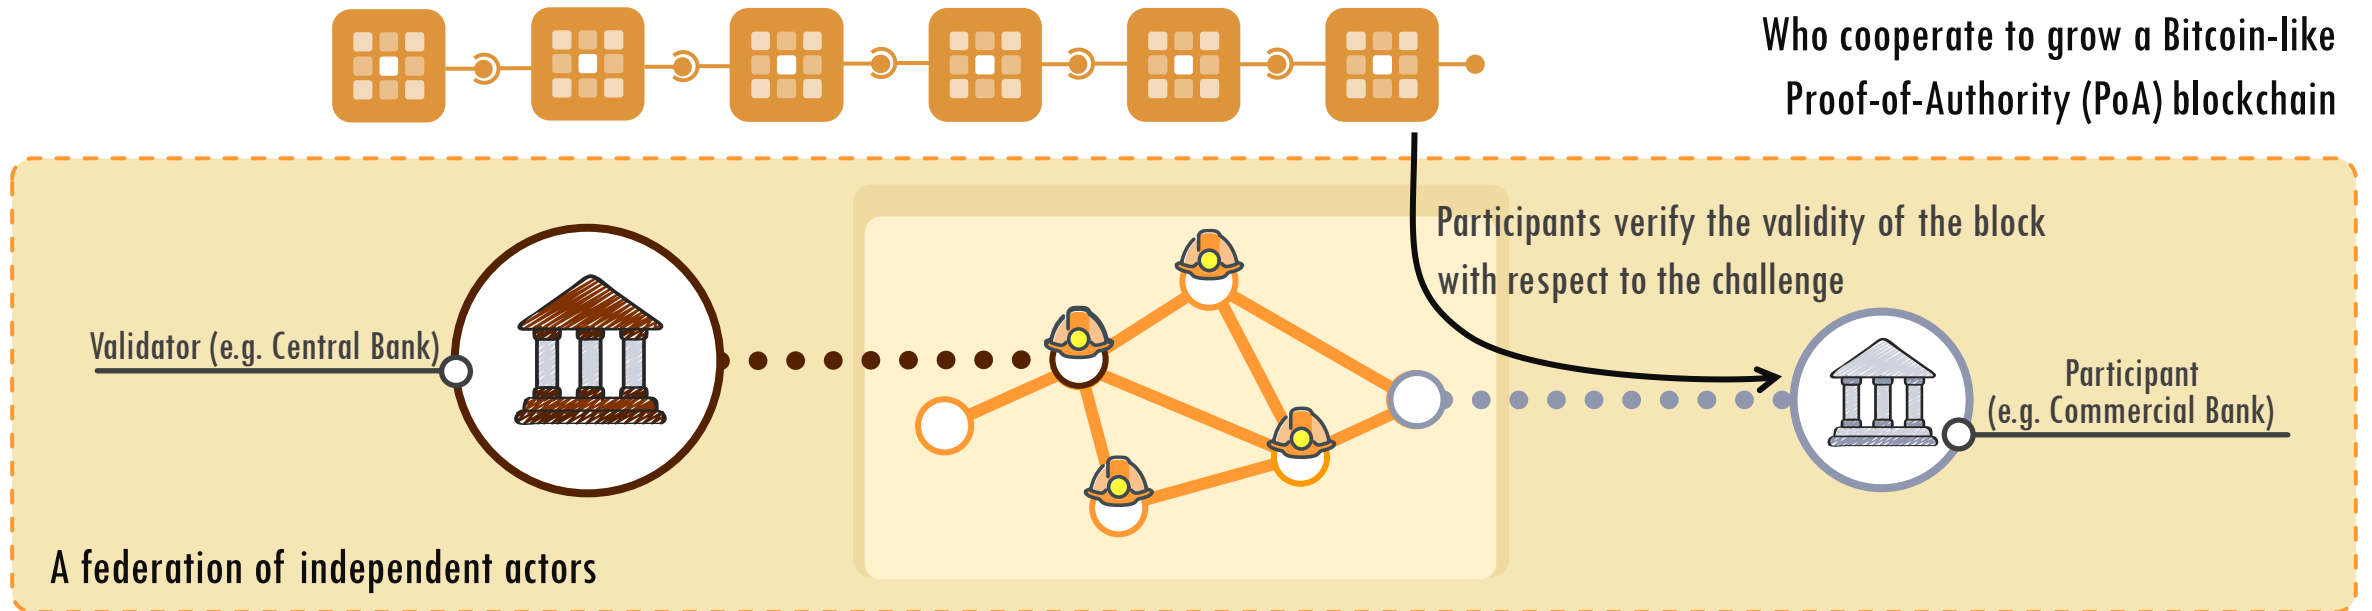 Who cooperate to grow a Bitcoin-like
Proof-of-Authority (PoA) blockchain
Participants verify the validity of the block
with respect to the challenge
Validator (e.g. Central Bank)
Participant
(e.g. Commercial Bank)
A federation of independent actors